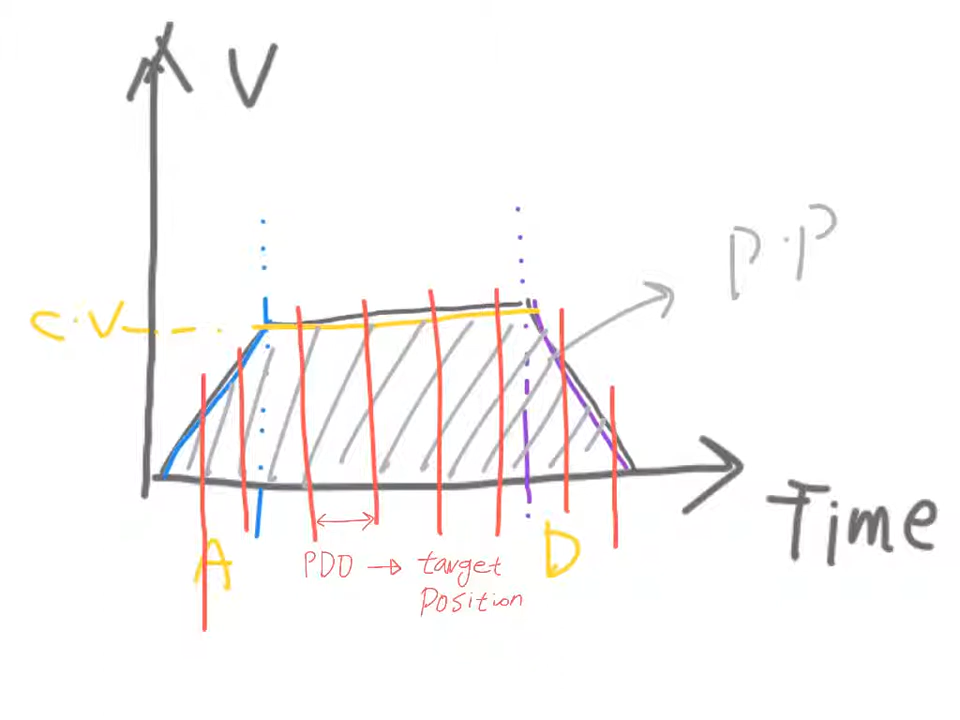 V
P.P
C.V
Time
A
D
PDO → target
Position